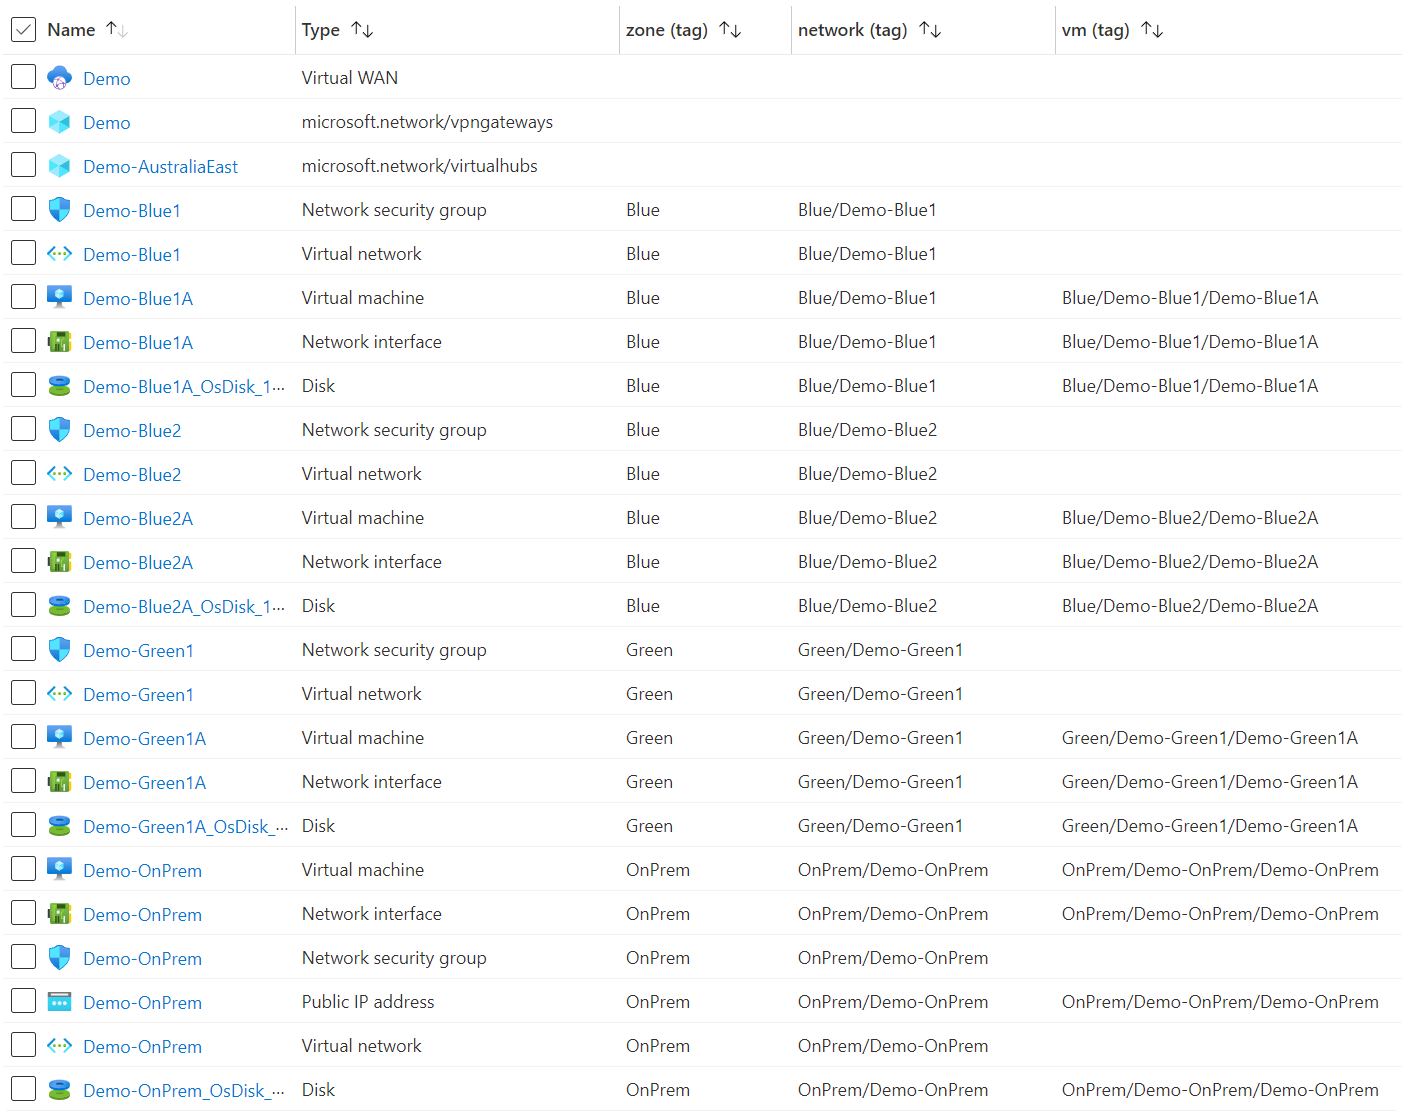 Name Type zone (tag) network (tag) vm (tag)
Demo Virtual WAN
Demo microsoft.network/vpngateways
Demo-AustraliaEast microsoft.network/virtualhubs
Demo-Blue1 Network security group Blue Blue/Demo-Blue1
Demo-Blue1 Virtual network Blue Blue/Demo-Blue1
Demo-Blue1A Virtual machine Blue Blue/Demo-Blue1 Blue/Demo-Blue1/Demo-Blue1A
Demo-Blue1A Network interface Blue Blue/Demo-Blue1 Blue/Demo-Blue1/Demo-Blue1A
Demo-Blue1A_OsDisk_1··· Disk Blue Blue/Demo-Blue1 Blue/Demo-Blue1/Demo-Blue1A
Demo-Blue2 Network security group Blue Blue/Demo-Blue2
Demo-Blue2 Virtual network Blue Blue/Demo-Blue2
Demo-Blue2A Virtual machine Blue Blue/Demo-Blue2 Blue/Demo-Blue2/Demo-Blue2A
Demo-Blue2A Network interface Blue Blue/Demo-Blue2 Blue/Demo-Blue2/Demo-Blue2A
Demo-Blue2A_OsDisk_1··· Disk Blue Blue/Demo-Blue2 Blue/Demo-Blue2/Demo-Blue2A
Demo-Green1 Network security group Green Green/Demo-Green1
Demo-Green1 Virtual network Green Green/Demo-Green1
Demo-Green1A Virtual machine Green Green/Demo-Green1 Green/Demo-Green1/Demo-Green1A
Demo-Green1A Network interface Green Green/Demo-Green1 Green/Demo-Green1/Demo-Green1A
Demo-Green1A_OsDisk_··· Disk Green Green/Demo-Green1 Green/Demo-Green1/Demo-Green1A
Demo-OnPrem Virtual machine OnPrem OnPrem/Demo-OnPrem OnPrem/Demo-OnPrem/Demo-OnPrem
Demo-OnPrem Network interface OnPrem OnPrem/Demo-OnPrem OnPrem/Demo-OnPrem/Demo-OnPrem
Demo-OnPrem Network security group OnPrem OnPrem/Demo-OnPrem
Demo-OnPrem Public IP address OnPrem OnPrem/Demo-OnPrem OnPrem/Demo-OnPrem/Demo-OnPrem
Demo-OnPrem Virtual network OnPrem OnPrem/Demo-OnPrem
Demo-OnPrem_OsDisk_··· Disk OnPrem OnPrem/Demo-OnPrem OnPrem/Demo-OnPrem/Demo-OnPrem